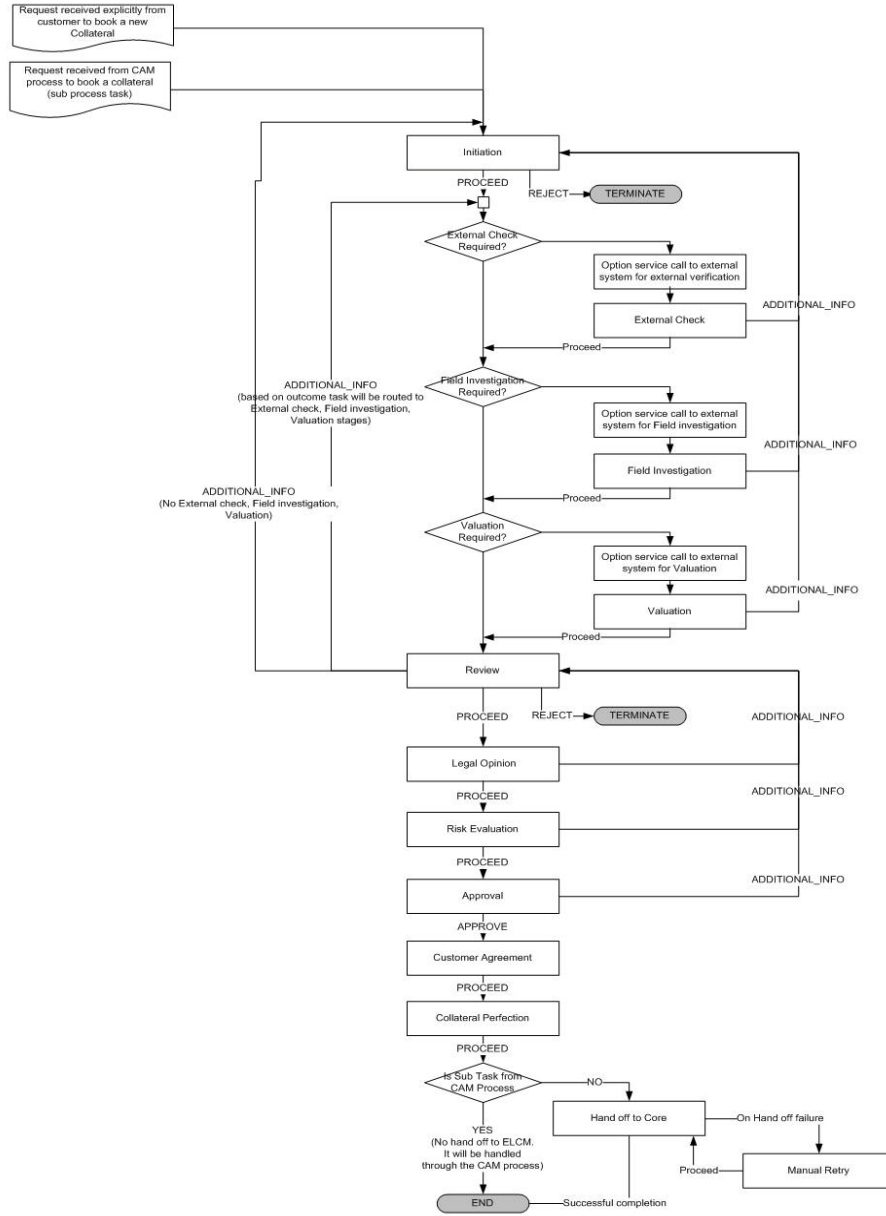 Request received explicitly from
customer to book a new
Collateral
Request received from CAM
process to book a collateral
(sub process task)
Initiation
PROCEED
REJECT
TERMINATE
External Check
Required?
Option service call to external
system for external verification
ADDITIONAL_INFO
External Check
Proceed
ADDITIONAL_INFO
(based on outcome task will be routed to
External check, Field investigation,
Valuation stages)
Field Investigation
Required?
Option service call to external
system for Field investigation
ADDITIONAL_INFO
Field Investigation
Proceed
ADDITIONAL_INFO
(No External check, Field investigation,
Valuation)
Valuation
Required?
Option service call to external
system for Valuation
ADDITIONAL_INFO
Valuation
Proceed
Review
PROCEED
REJECT
TERMINATE
ADDITIONAL_INFO
Legal Opinion
PROCEED
ADDITIONAL_INFO
Risk Evaluation
PROCEED
ADDITIONAL_INFO
Approval
APPROVE
Customer Agreement
PROCEED
Collateral Perfection
PROCEED
Is Sub Task from
CAM Process
NO
Hand off to Core
On Hand off failure
YES
(No hand off to ELCM.
It will be handled
through the CAM process)
Proceed
Manual Retry
END
Successful completion